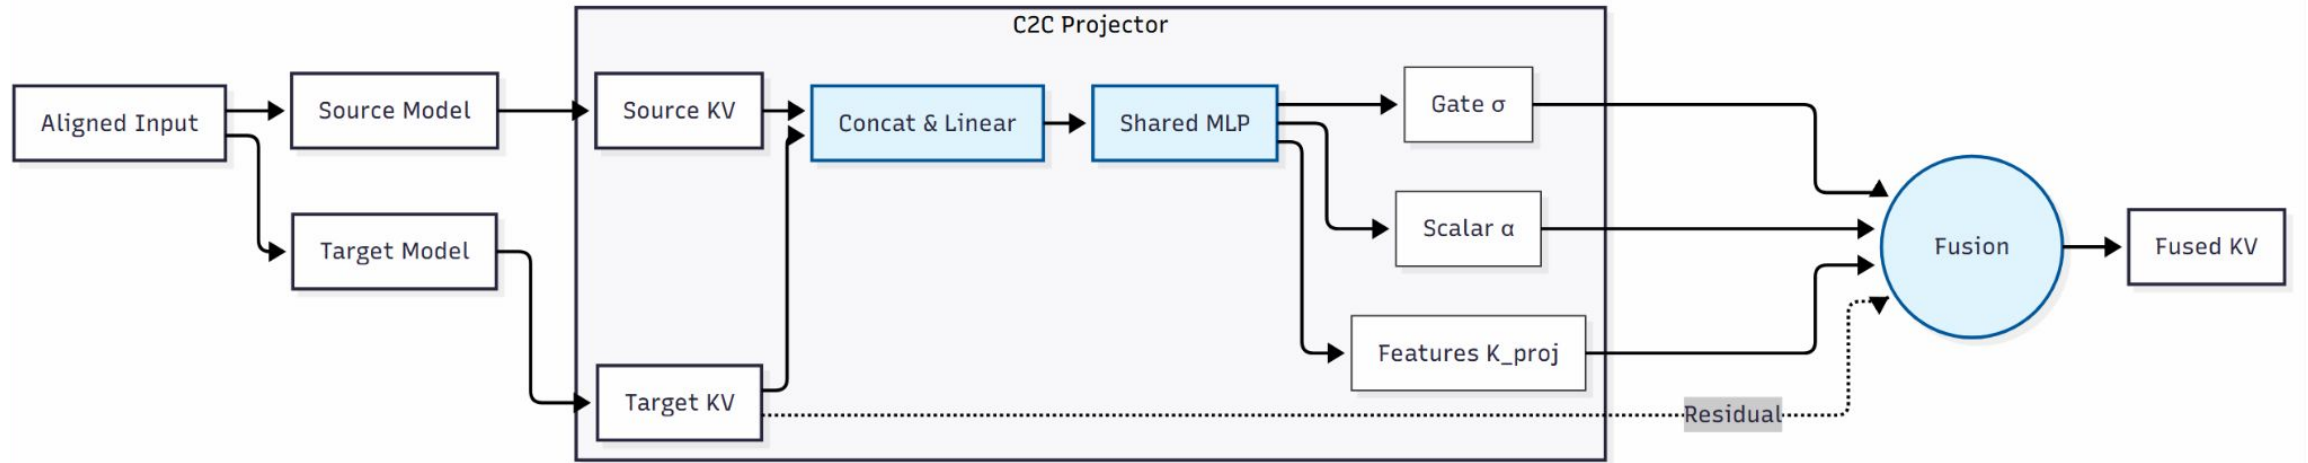 C2C Projector
Aligned Input
Source Model
Target Model
Source KV
Target KV
Concat & Linear
Shared MLP
Gate σ
Scalar α
Features K_proj
Residual
Fusion
Fused KV